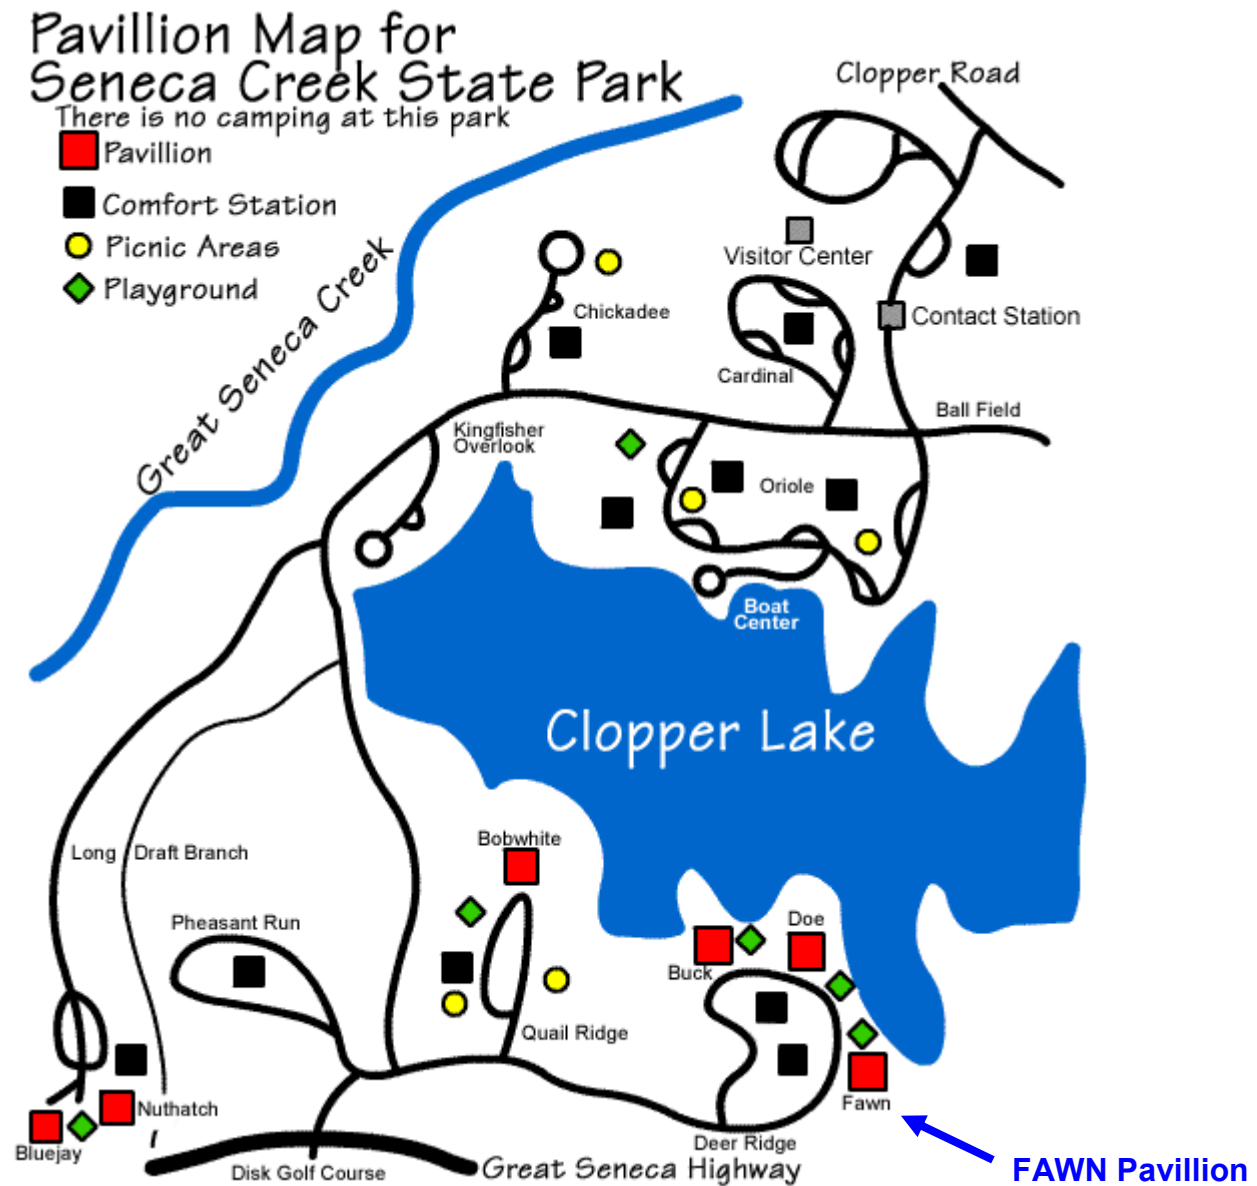 Pavillion Map for
Seneca Creek State Park
There is no camping at this park
Pavillion
Comfort Station
Picnic Areas
Playground
Great Seneca Creek
Clopper Road
Visitor Center
Contact Station
Chickadee
Cardinal
Ball Field
Kingfisher
Overlook
Oriole
Boat
Center
Clopper Lake
Bobwhite
Long Draft Branch
Pheasant Run
Doe
Buck
Quail Ridge
Fawn
Nuthatch
Bluejay
Deer Ridge
Disk Golf Course
Great Seneca Highway
FAWN Pavillion